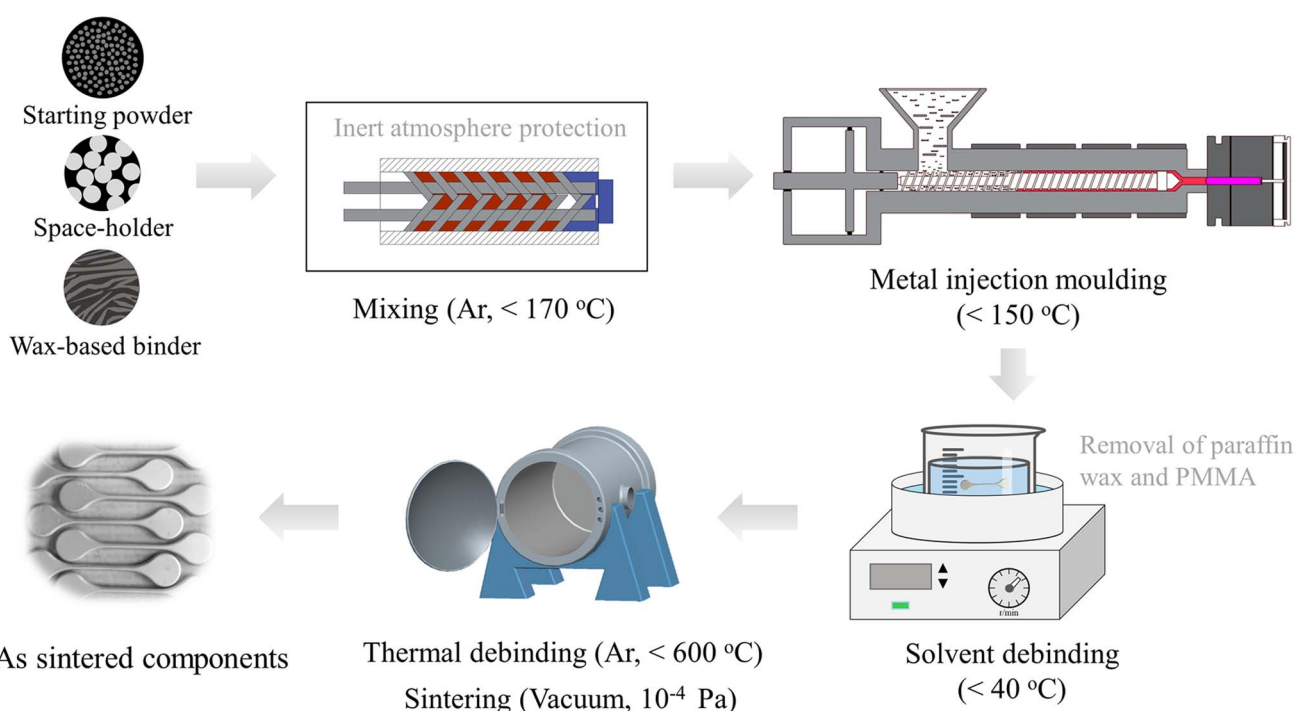 Starting powder
Space-holder
Wax-based binder
Inert atmosphere protection
Mixing (Ar, < 170 °C)
Metal injection moulding
(< 150 °C)
Removal of paraffin
wax and PMMA
r/min
Solvent debinding
(< 40 °C)
Thermal debinding (Ar, < 600 °C)
Sintering (Vacuum, 10⁻⁴ Pa)
As sintered components